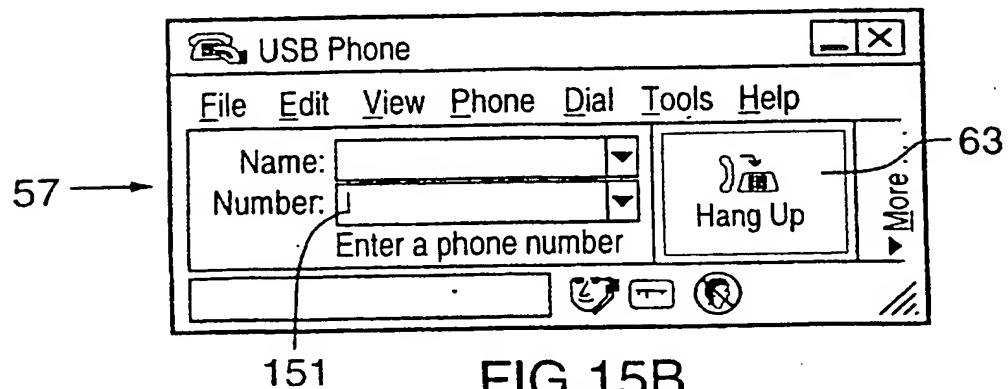 USB Phone
File Edit View Phone Dial Tools Help
Name:
Number:
Enter a phone number
Hang Up
More...
57
63
151
FIG. 15B